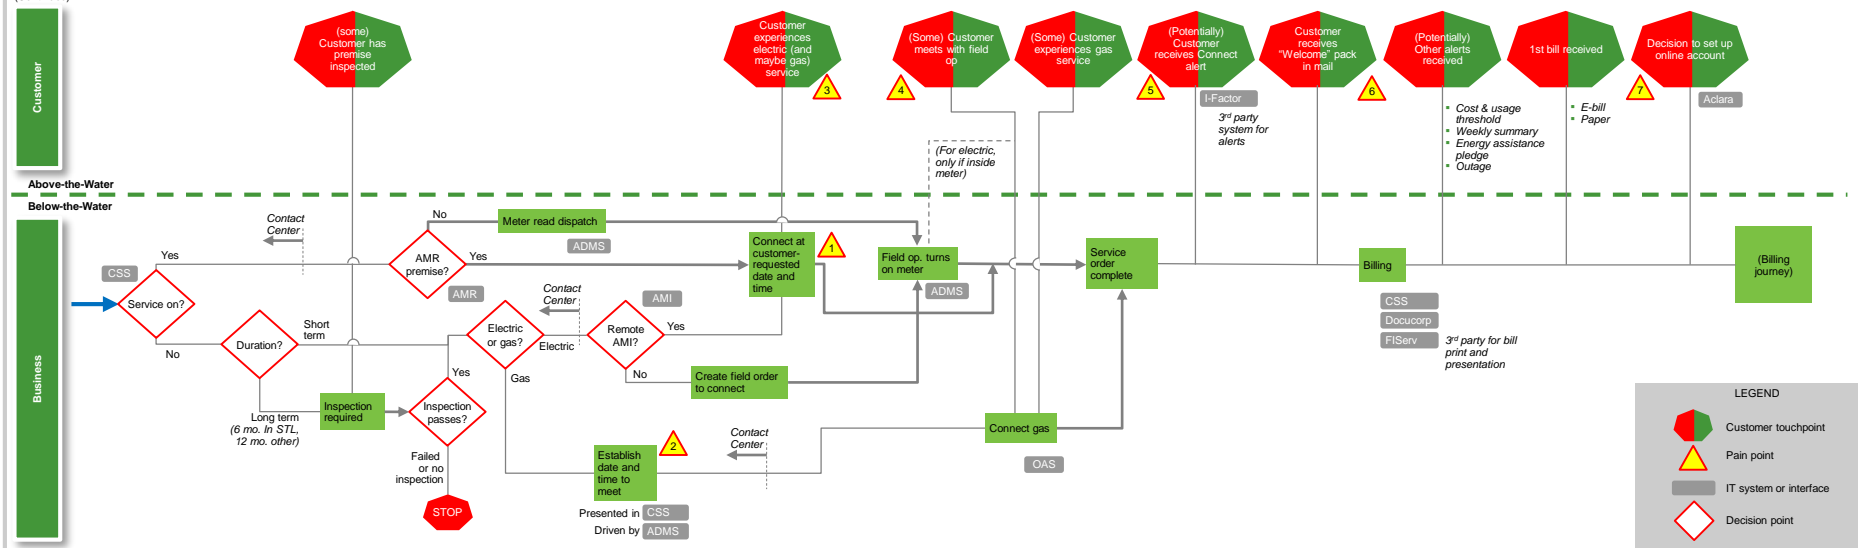 Customer
(some)
Customer has
premise
inspected
Customer
experiences
electric (and
maybe gas)
service
3
(Some) Customer
meets with field
op
4
(Some) Customer
experiences gas
service
(Potentially)
Customer
receives Connect
alert
5
I-Factor
3rd party
system for
alerts
Customer
receives
“Welcome” pack
in mail
6
(Potentially)
Other alerts
received
▪ Cost & usage
threshold
▪ Weekly summary
▪ Energy assistance
pledge
▪ Outage
1st bill received
▪ E-bill
▪ Paper
Decision to set up
online account
7
Aclara
(For electric,
only if inside
meter)
Above-the-Water
Below-the-Water
Business
Contact
Center
CSS
Yes
Service on?
No
Duration?
Short
term
Long term
(6 mo. In STL,
12 mo. other)
Inspection
required
Inspection
passes?
Yes
Failed
or no
inspection
STOP
No
Meter read dispatch
ADMS
AMR
premise?
Yes
AMR
Connect at
customer-
requested
date and
time
1
Electric
or gas?
Electric
Gas
Contact
Center
AMI
Remote
AMI?
Yes
No
Create field order
to connect
Establish
date and
time to
meet
2
Presented in CSS
Driven by ADMS
Contact
Center
Field op. turns
on meter
ADMS
Connect gas
OAS
Service
order
complete
Billing
CSS
Docucorp
FIServ
3rd party for bill
print and
presentation
(Billing
journey)
LEGEND
Customer touchpoint
Pain point
IT system or interface
Decision point